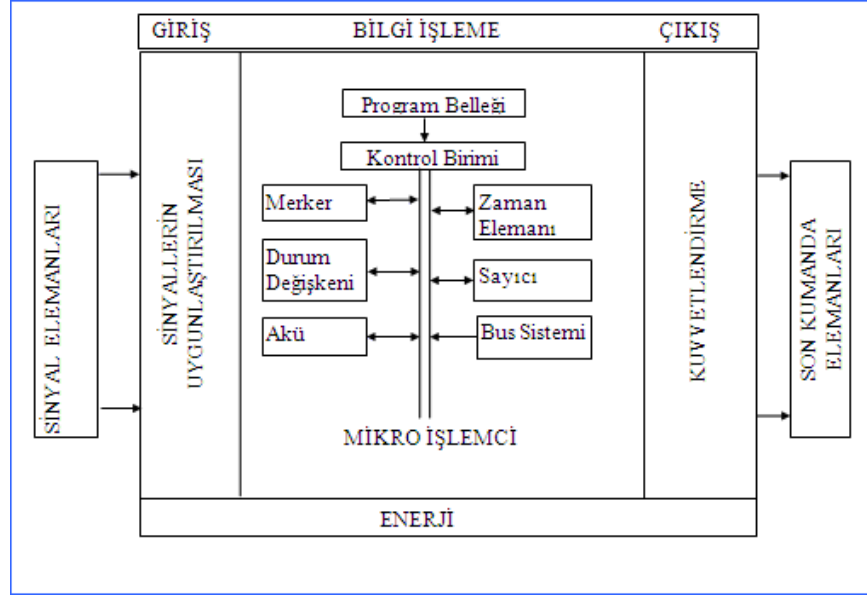 GİRİŞ
BİLGİ İŞLEME
ÇIKIŞ
SİNYAL ELEMANLARI
SİNYALLERİN
UYGUNLAŞTIRILMASI
Program Belleği
Kontrol Birimi
Merker
Zaman
Elemanı
Durum
Değişkeni
Sayıcı
Akü
Bus Sistemi
MİKRO İŞLEMCİ
KUVVETLENDİRME
SON KUMANDA
ELEMANLARI
ENERJİ